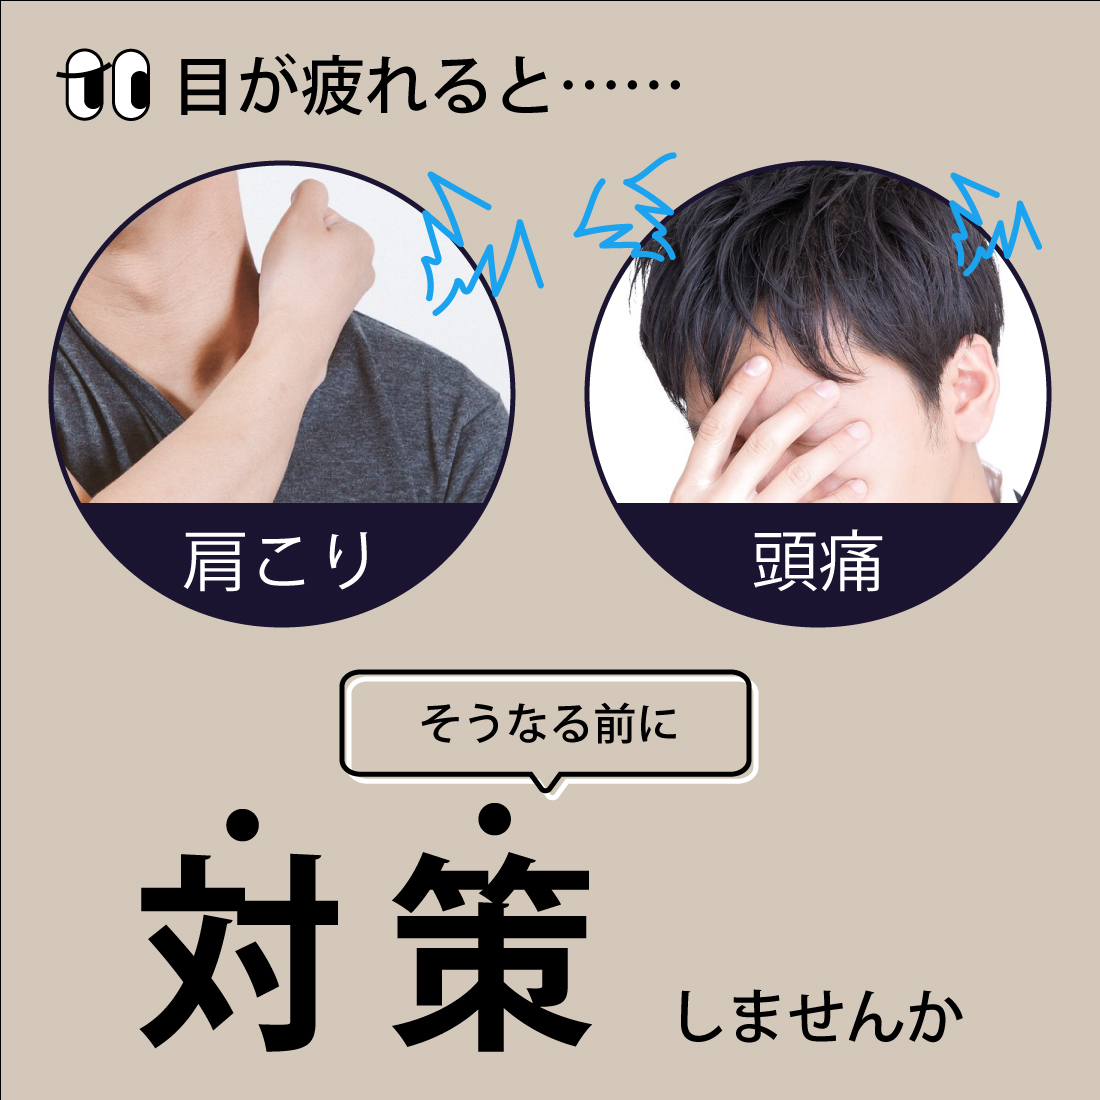 目が疲れると……
肩こり
頭痛
そうなる前に
対策しませんか